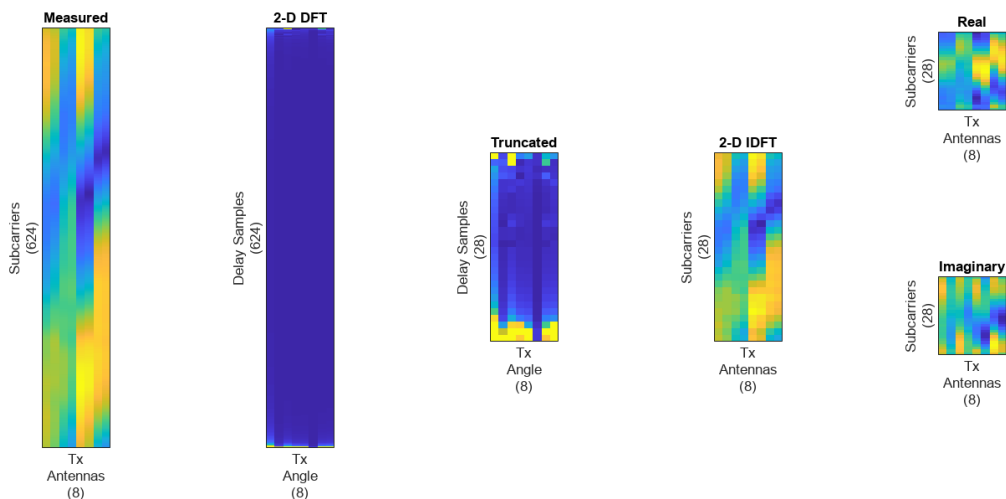 Measured
Subcarriers
(624)
Tx
Antennas
(8)
2-D DFT
Delay Samples
(624)
Tx
Angle
(8)
Truncated
Delay Samples
(28)
Tx
Angle
(8)
2-D IDFT
Subcarriers
(28)
Tx
Antennas
(8)
Real
Subcarriers
(28)
Tx
Antennas
(8)
Imaginary
Subcarriers
(28)
Tx
Antennas
(8)